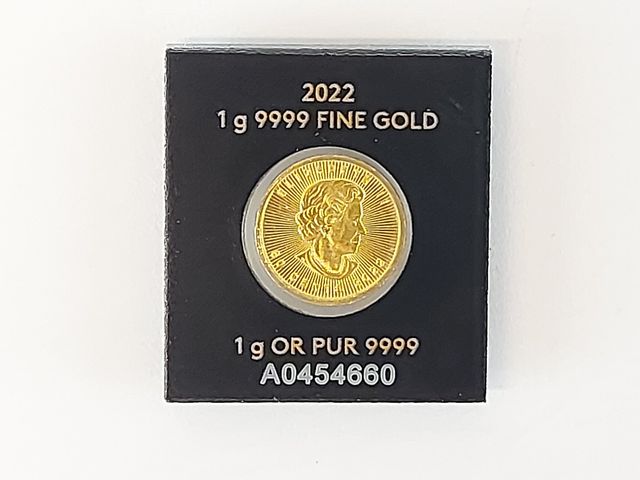 2022
1 g 9999 FINE GOLD
1 g OR PUR 9999
A0454660